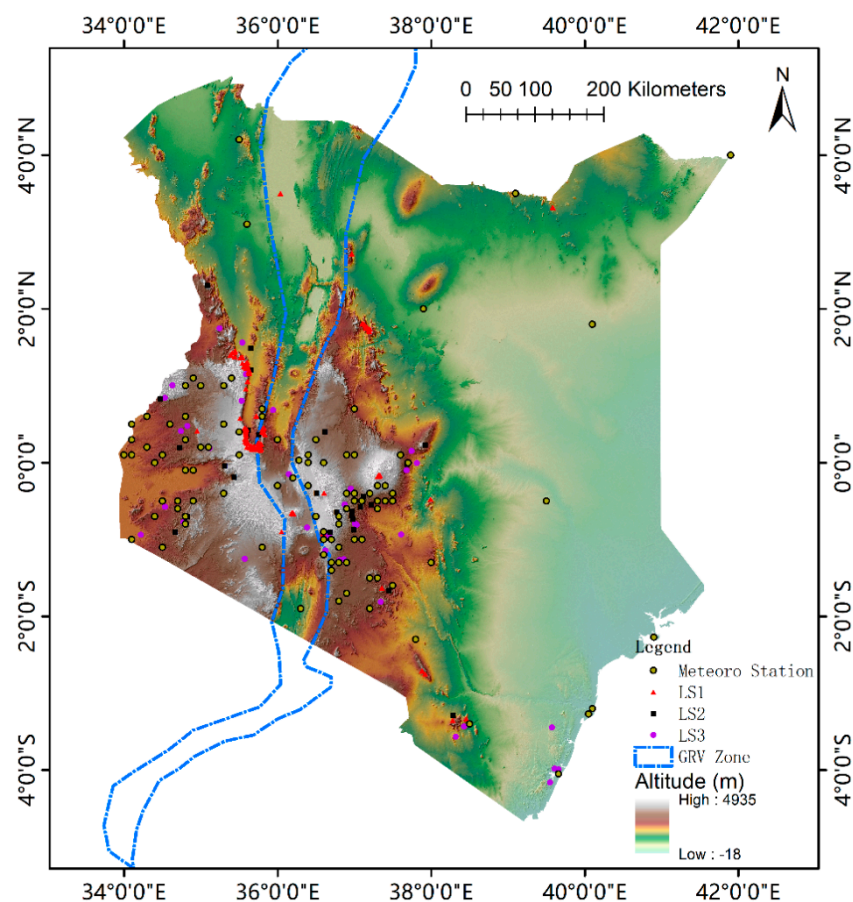 34°0'0"E 36°0'0"E 38°0'0"E 40°0'0"E 42°0'0"E
N
0 50 100 200 Kilometers
4°0'0"N
4°0'0"N
2°0'0"N
2°0'0"N
0°0'0"
0°0'0"
2°0'0"S
2°0'0"S
4°0'0"S
4°0'0"S
Legend
Meteoro Station
LS1
LS2
LS3
GRV Zone
Altitude (m)
High : 4935
Low : -18
34°0'0"E 36°0'0"E 38°0'0"E 40°0'0"E 42°0'0"E